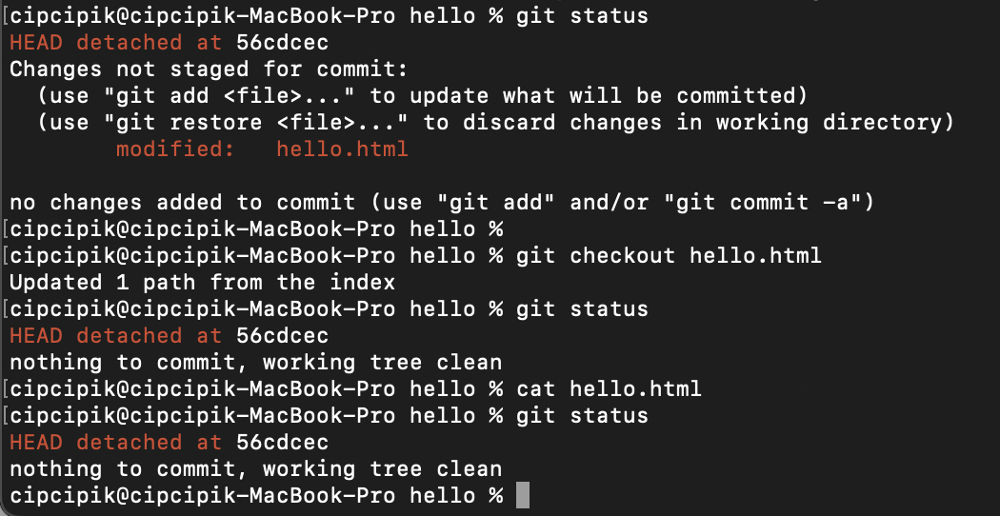 [cipcipik@cipcipik-MacBook-Pro hello % git status
HEAD detached at 56cdcec
Changes not staged for commit:
  (use "git add <file>..." to update what will be committed)
  (use "git restore <file>..." to discard changes in working directory)
        modified:   hello.html

no changes added to commit (use "git add" and/or "git commit -a")
[cipcipik@cipcipik-MacBook-Pro hello %
[cipcipik@cipcipik-MacBook-Pro hello % git checkout hello.html
Updated 1 path from the index
[cipcipik@cipcipik-MacBook-Pro hello % git status
HEAD detached at 56cdcec
nothing to commit, working tree clean
[cipcipik@cipcipik-MacBook-Pro hello % cat hello.html
[cipcipik@cipcipik-MacBook-Pro hello % git status
HEAD detached at 56cdcec
nothing to commit, working tree clean
cipcipik@cipcipik-MacBook-Pro hello %